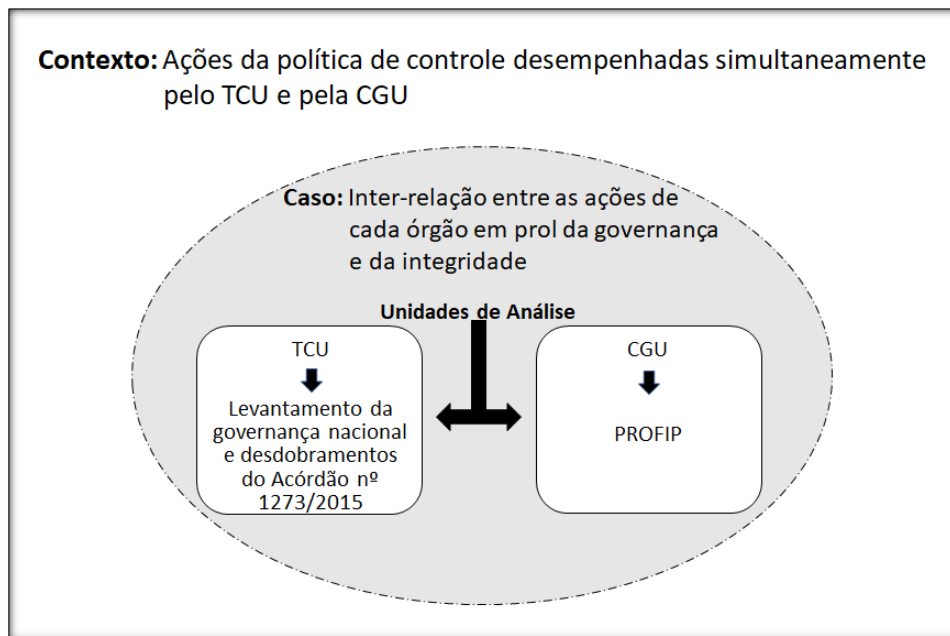 Contexto: Ações da política de controle desempenhadas simultaneamente
pelo TCU e pela CGU
Caso: Inter-relação entre as ações de
cada órgão em prol da governança
e da integridade
Unidades de Análise
TCU
Levantamento da
governança nacional
e desdobramentos
do Acórdão nº
1273/2015
CGU
PROFIP